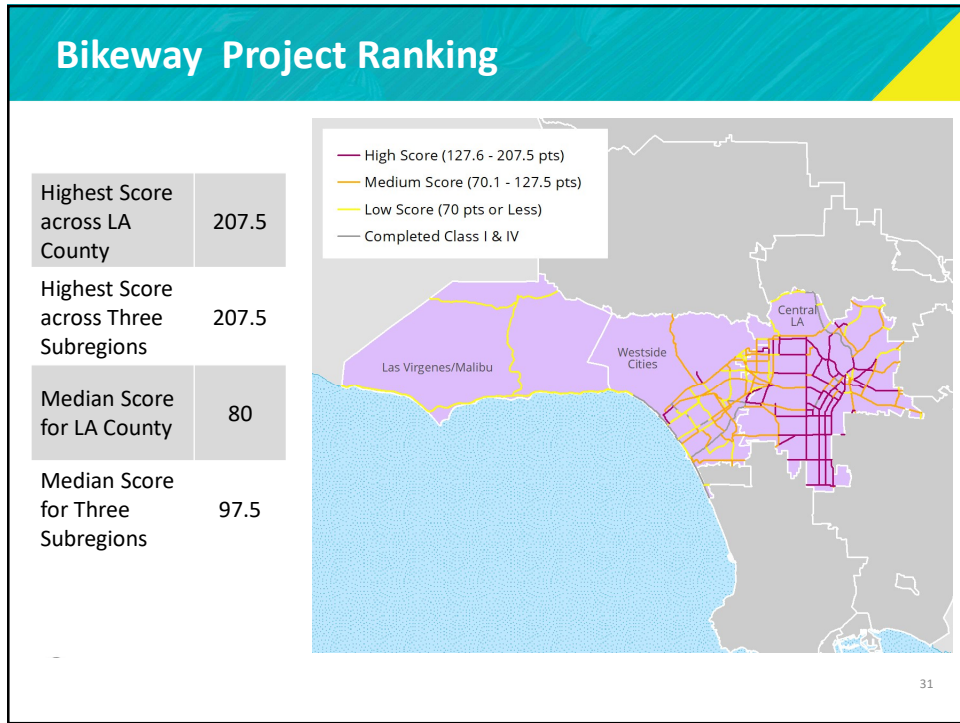 Bikeway  Project Ranking
Highest Score
across LA
County
207.5
Highest Score
across Three
Subregions
207.5
Median Score
for LA County
80
Median Score
for Three
Subregions
97.5
High Score (127.6 - 207.5 pts)
Medium Score (70.1 - 127.5 pts)
Low Score (70 pts or Less)
Completed Class I & IV
Central
LA
Westside
Cities
Las Virgenes/Malibu
31